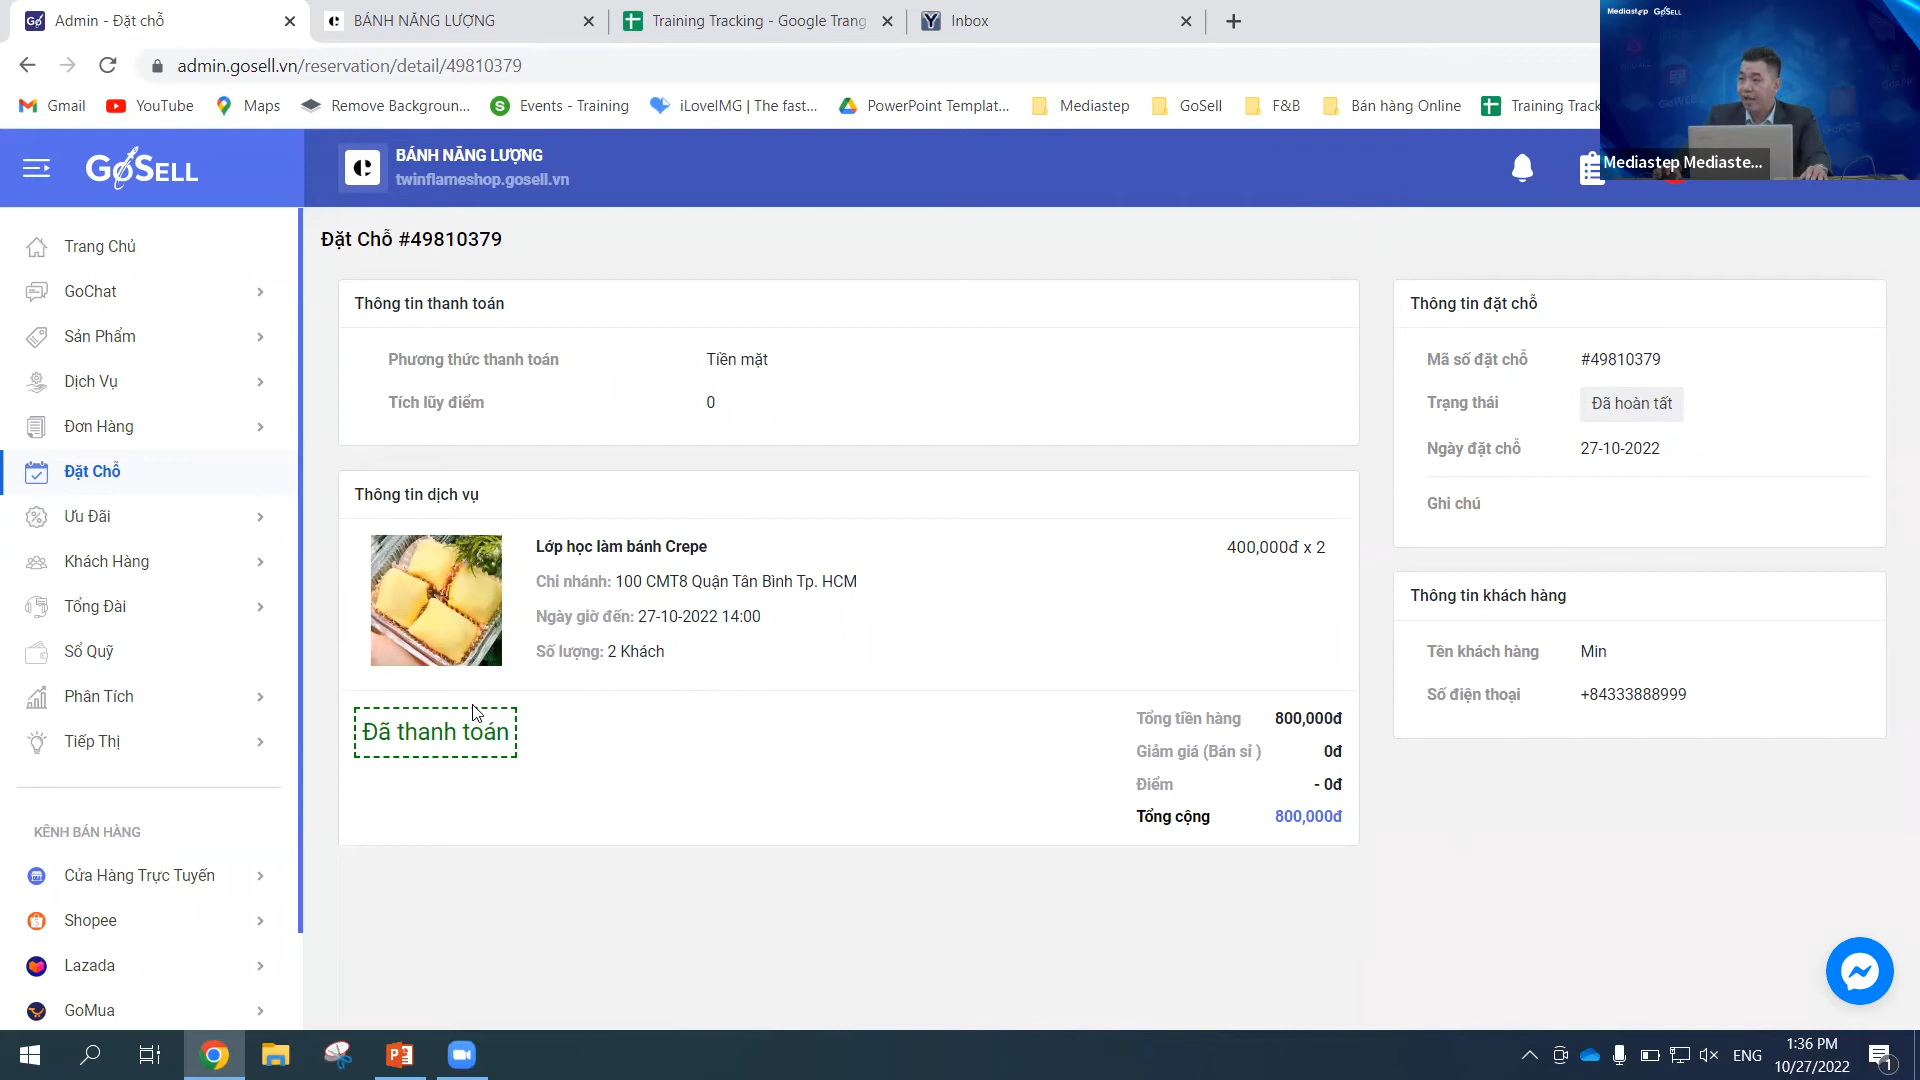 Admin - Đặt chỗ
BÁNH NĂNG LƯỢNG
Training Tracking - Google Trang
Inbox
admin.gosell.vn/reservation/detail/49810379
Gmail
YouTube
Maps
Remove Backgroun...
Events - Training
iLoveIMG | The fast...
PowerPoint Templat...
Mediastep
GoSell
F&B
Bán hàng Online
Training Track
Mediastep GoSELL
Mediastep Mediaste...
GoSELL
BÁNH NĂNG LƯỢNG
twinflameshop.gosell.vn
Trang Chủ
GoChat
Sản Phẩm
Dịch Vụ
Đơn Hàng
Đặt Chỗ
Ưu Đãi
Khách Hàng
Tổng Đài
Sổ Quỹ
Phân Tích
Tiếp Thị
KÊNH BÁN HÀNG
Cửa Hàng Trực Tuyến
Shopee
Lazada
GoMua
Đặt Chỗ #49810379
Thông tin thanh toán
Phương thức thanh toán Tiền mặt
Tích lũy điểm 0
Thông tin dịch vụ
Lớp học làm bánh Crepe 400,000đ x 2
Chi nhánh: 100 CMT8 Quận Tân Bình Tp. HCM
Ngày giờ đến: 27-10-2022 14:00
Số lượng: 2 Khách
Đã thanh toán
Tổng tiền hàng 800,000đ
Giảm giá (Bán sỉ ) 0đ
Điểm - 0đ
Tổng cộng 800,000đ
Thông tin đặt chỗ
Mã số đặt chỗ #49810379
Trạng thái Đã hoàn tất
Ngày đặt chỗ 27-10-2022
Ghi chú
Thông tin khách hàng
Tên khách hàng Min
Số điện thoại +84333888999
ENG
1:36 PM
10/27/2022
1